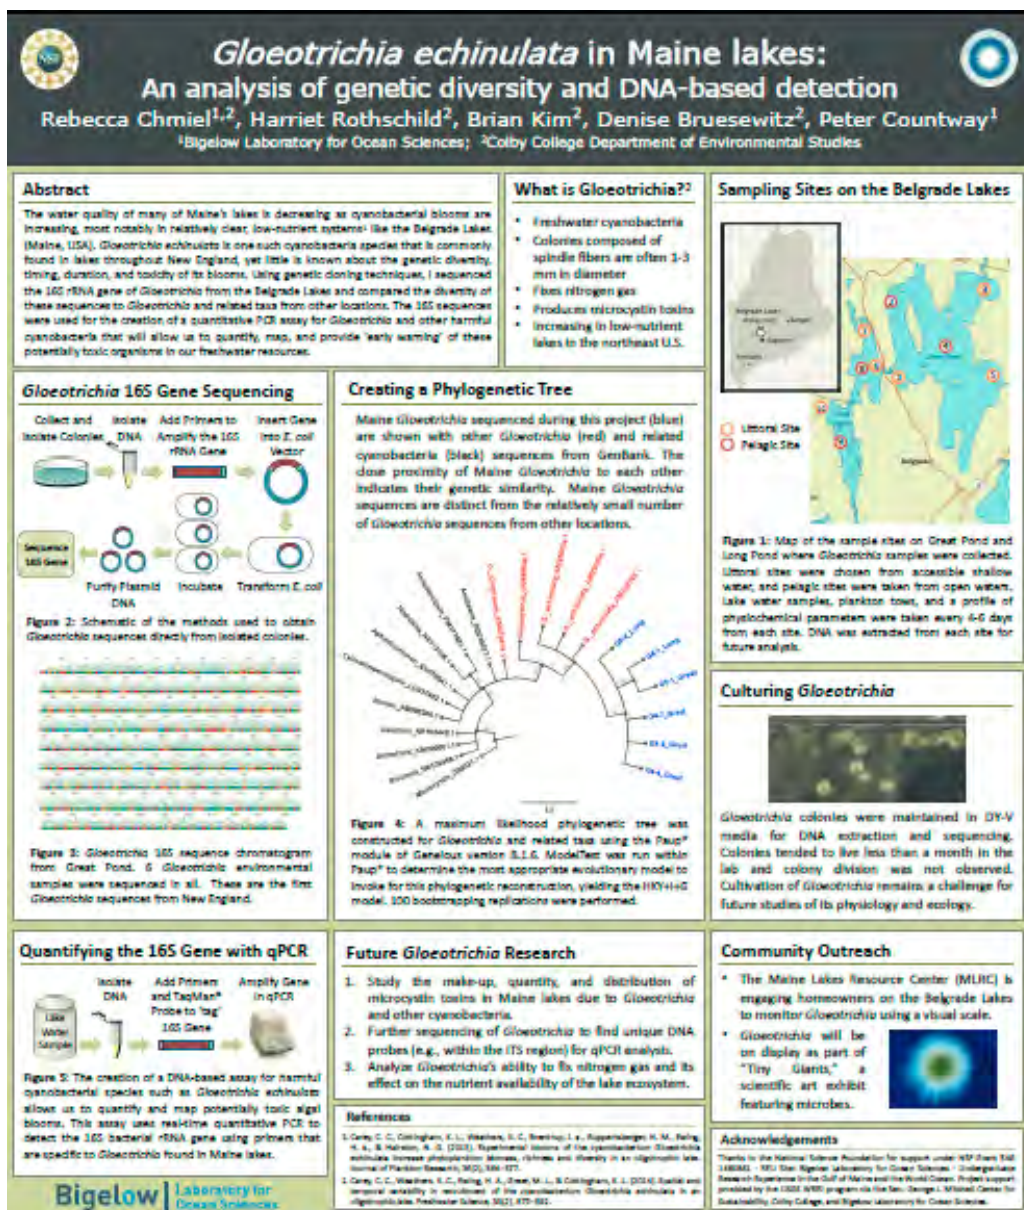 Gloeotrichia echinulata in Maine lakes:
An analysis of genetic diversity and DNA-based detection
Rebecca Chmiel1,2, Harriet Rothschild2, Brian Kim2, Denise Bruesewitz2, Peter Countway1
1Bigelow Laboratory for Ocean Sciences; 2Colby College Department of Environmental Studies
Abstract
The water quality of many of Maine's lakes is decreasing as cyanobacterial blooms are
increasing, most notably in relatively clear, low-nutrient systems1 like the Belgrade Lakes
(Maine, USA). Gloeotrichia echinulata is one such cyanobacteria species that is commonly
found in lakes throughout New England, yet little is known about the genetic diversity,
timing, duration, and toxicity of its blooms. Using genetic cloning techniques, I sequenced
the 16S rRNA gene of Gloeotrichia from the Belgrade Lakes and compared the diversity of
these sequences to Gloeotrichia and related taxa from other locations. The 16S sequences
were used for the creation of a quantitative PCR assay for Gloeotrichia and other harmful
cyanobacteria that will allow us to quantify, map, and provide 'early warning' of these
potentially toxic organisms in our freshwater resources.
What is Gloeotrichia?2
• Freshwater cyanobacteria
• Colonies composed of
spindle fibers are often 1-3
mm in diameter
• Fixes nitrogen gas
• Produces microcystin toxins
• Increasing in low-nutrient
lakes to the northeast U.S.
Sampling Sites on the Belgrade Lakes
Belgrade Lakes
Littoral Site
Pelagic Site
Belgrade
Figure 1: Map of the sample sites on Great Pond and
Long Pond where Gloeotrichia samples were collected.
Littoral sites were chosen from accessible shallow
water, and pelagic sites were taken from open waters.
Lake water samples, plankton tows, and a profile of
physiochemical parameters were taken every 4-6 days
from each site. DNA was extracted from each site for
future analysis.
Gloeotrichia 16S Gene Sequencing
Collect and Isolate Colonies
Isolate DNA
Add Primers to Amplify the 16S rRNA Gene
Insert Gene into E. coli Vector
Sequence 16S Gene
Purify Plasmid DNA
Incubate
Transform E. coli
Figure 2: Schematic of the methods used to obtain
Gloeotrichia sequences directly from isolated colonies.
Figure 3: Gloeotrichia 16S sequence chromatogram
from Great Pond. 6 Gloeotrichia environmental
samples were sequenced in all. These are the first
Gloeotrichia sequences from New England.
Creating a Phylogenetic Tree
Maine Gloeotrichia sequenced during this project (blue)
are shown with other Gloeotrichia (red) and related
cyanobacteria (black) sequences from GenBank. The
close proximity of Maine Gloeotrichia to each other
indicates their genetic similarity. Maine Gloeotrichia
sequences are distinct from the relatively small number
of Gloeotrichia sequences from other locations.
Figure 4: A maximum likelihood phylogenetic tree was
constructed for Gloeotrichia and related taxa using the Paup*
module of Geneious version 8.1.6. ModelTest was run within
Paup* to determine the most appropriate evolutionary model to
invoke for this phylogenetic reconstruction, yielding the HKY+I+G
model. 100 bootstrapping replications were performed.
Culturing Gloeotrichia
Gloeotrichia colonies were maintained in DY-V
media for DNA extraction and sequencing.
Colonies tended to live less than a month in the
lab and colony division was not observed.
Cultivation of Gloeotrichia remains a challenge for
future studies of its physiology and ecology.
Quantifying the 16S Gene with qPCR
Lake Water Sample
Isolate DNA
Add Primers and TaqMan® Probe to 'tag' 16S Gene
Amplify Gene in qPCR
Figure 5: The creation of a DNA-based assay for harmful
cyanobacterial species such as Gloeotrichia echinulata
allows us to quantify and map potentially toxic algal
blooms. This assay uses real-time quantitative PCR to
detect the 16S bacterial rRNA gene using primers that
are specific to Gloeotrichia found in Maine lakes.
Bigelow | Laboratory for
Ocean Sciences
Future Gloeotrichia Research
1. Study the make-up, quantity, and distribution of
microcystin toxins in Maine lakes due to Gloeotrichia
and other cyanobacteria.
2. Further sequencing of Gloeotrichia to find unique DNA
probes (e.g., within the ITS region) for qPCR analysis.
3. Analyze Gloeotrichia's ability to fix nitrogen gas and its
effect on the nutrient availability of the lake ecosystem.
References
Community Outreach
• The Maine Lakes Resource Center (MLRC) is
engaging homeowners on the Belgrade Lakes
to monitor Gloeotrichia using a visual scale.
• Gloeotrichia will be
on display as part of
"Tiny Giants," a
scientific art exhibit
featuring microbes.
Acknowledgements